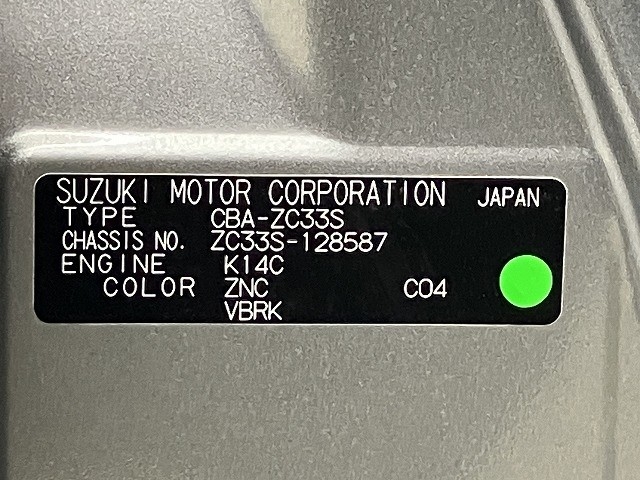 SUZUKI MOTOR CORPORATION JAPAN
TYPE CBA-ZC33S
CHASSIS NO. ZC33S-128587
ENGINE K14C
COLOR ZNC C04
VBRK